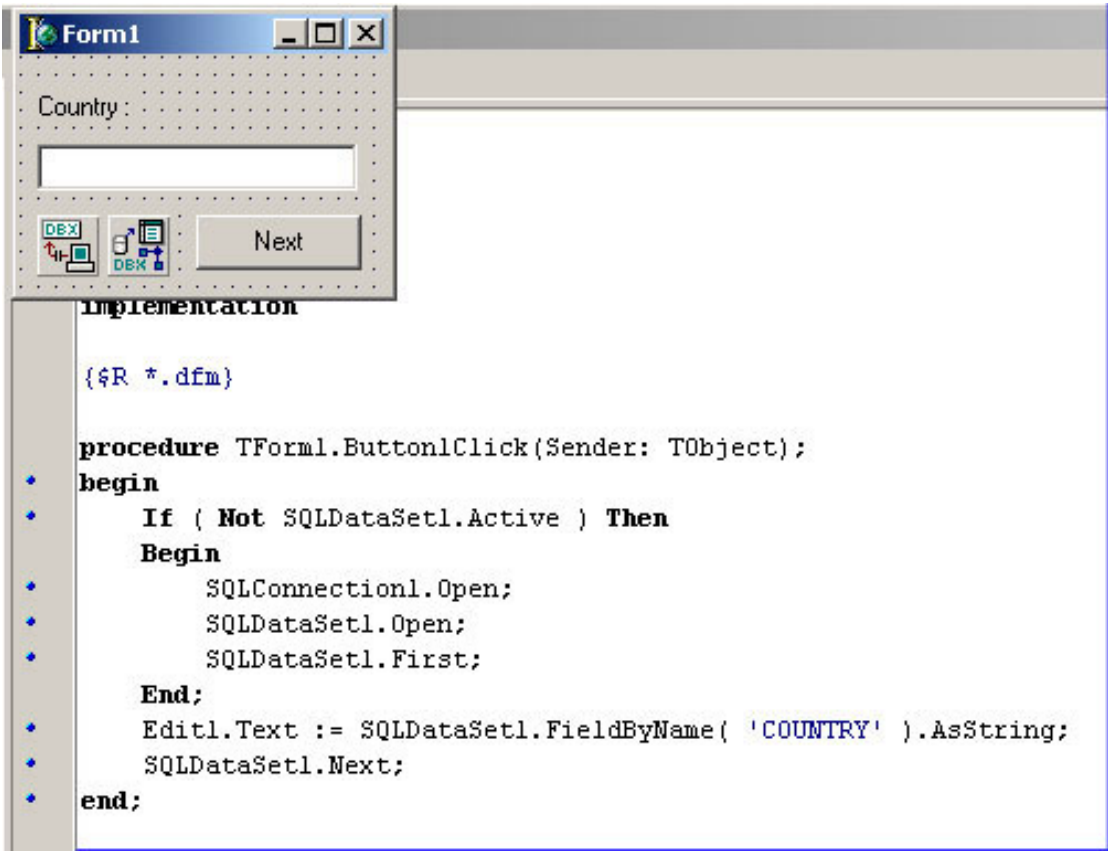 Form1
Country :
DBX
DBX
Next
implementation
{$R *.dfm}
procedure TForm1.Button1Click(Sender: TObject);
begin
If ( Not SQLDataSet1.Active ) Then
Begin
SQLConnection1.Open;
SQLDataSet1.Open;
SQLDataSet1.First;
End;
Edit1.Text := SQLDataSet1.FieldByName( 'COUNTRY' ).AsString;
SQLDataSet1.Next;
end;